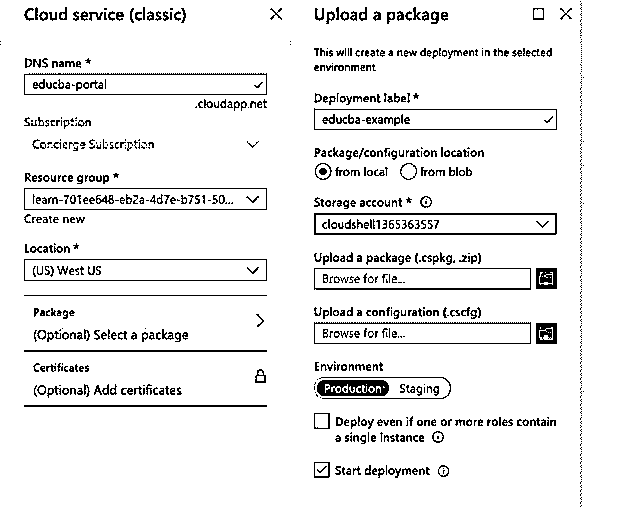 Cloud service (classic)
DNS name *
educba-portal
.cloudapp.net
Subscription
Concierge Subscription
Resource group *
learn-701ee648-eb2a-4d7e-b751-50...
Create new
Location *
(US) West US
Package
(Optional) Select a package
Certificates
(Optional) Add certificates
Upload a package
This will create a new deployment in the selected
environment
Deployment label *
educba-example
Package/configuration location
from local
from blob
Storage account *
cloudshell1365363557
Upload a package (.cspkg, .zip)
Browse for file...
Upload a configuration (.cscfg)
Browse for file...
Environment
Production
Staging
Deploy even if one or more roles contain
a single instance
Start deployment